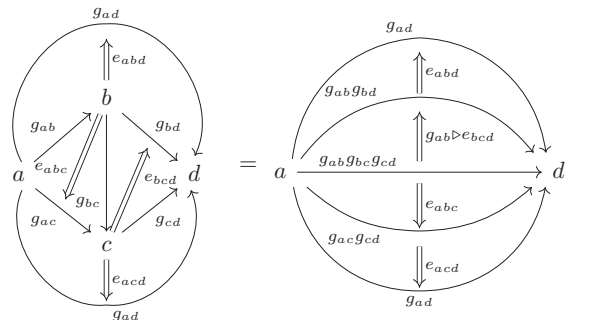 g_{ad}
e_{abd}
b
g_{ab} g_{bd}
a e_{abc} g_{bc} e_{bcd} d
g_{ac} g_{cd}
c
e_{acd}
g_{ad}
=
g_{ad}
e_{abd}
g_{ab}g_{bd}
g_{ab}▹e_{bcd}
g_{ab}g_{bc}g_{cd}
a d
e_{abc}
g_{ac}g_{cd}
e_{acd}
g_{ad}